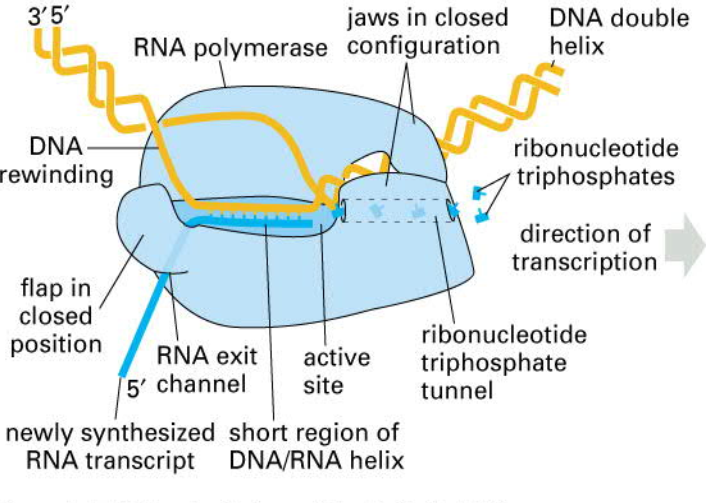 3′ 5′
RNA polymerase
jaws in closed
configuration
DNA double
helix
DNA
rewinding
ribonucleotide
triphosphates
direction of
transcription
flap in
closed
position
RNA exit
channel
active
site
ribonucleotide
triphosphate
tunnel
5′
newly synthesized
RNA transcript
short region of
DNA/RNA helix